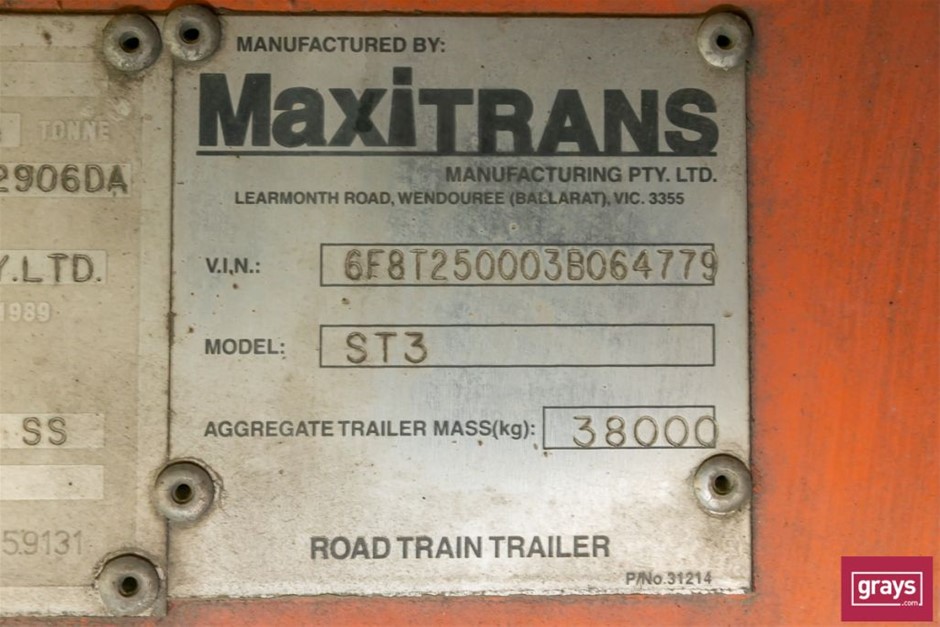 MANUFACTURED BY:
MaxiTRANS
MANUFACTURING PTY. LTD.
LEARMONTH ROAD, WENDOUREE (BALLARAT), VIC. 3355
V.I.N.: 6F8T250003B064779
MODEL: ST3
AGGREGATE TRAILER MASS(kg): 38000
ROAD TRAIN TRAILER
P/No.31214
TONNE
2906DA
Y.LTD.
1989
SS
59131
grays
.com